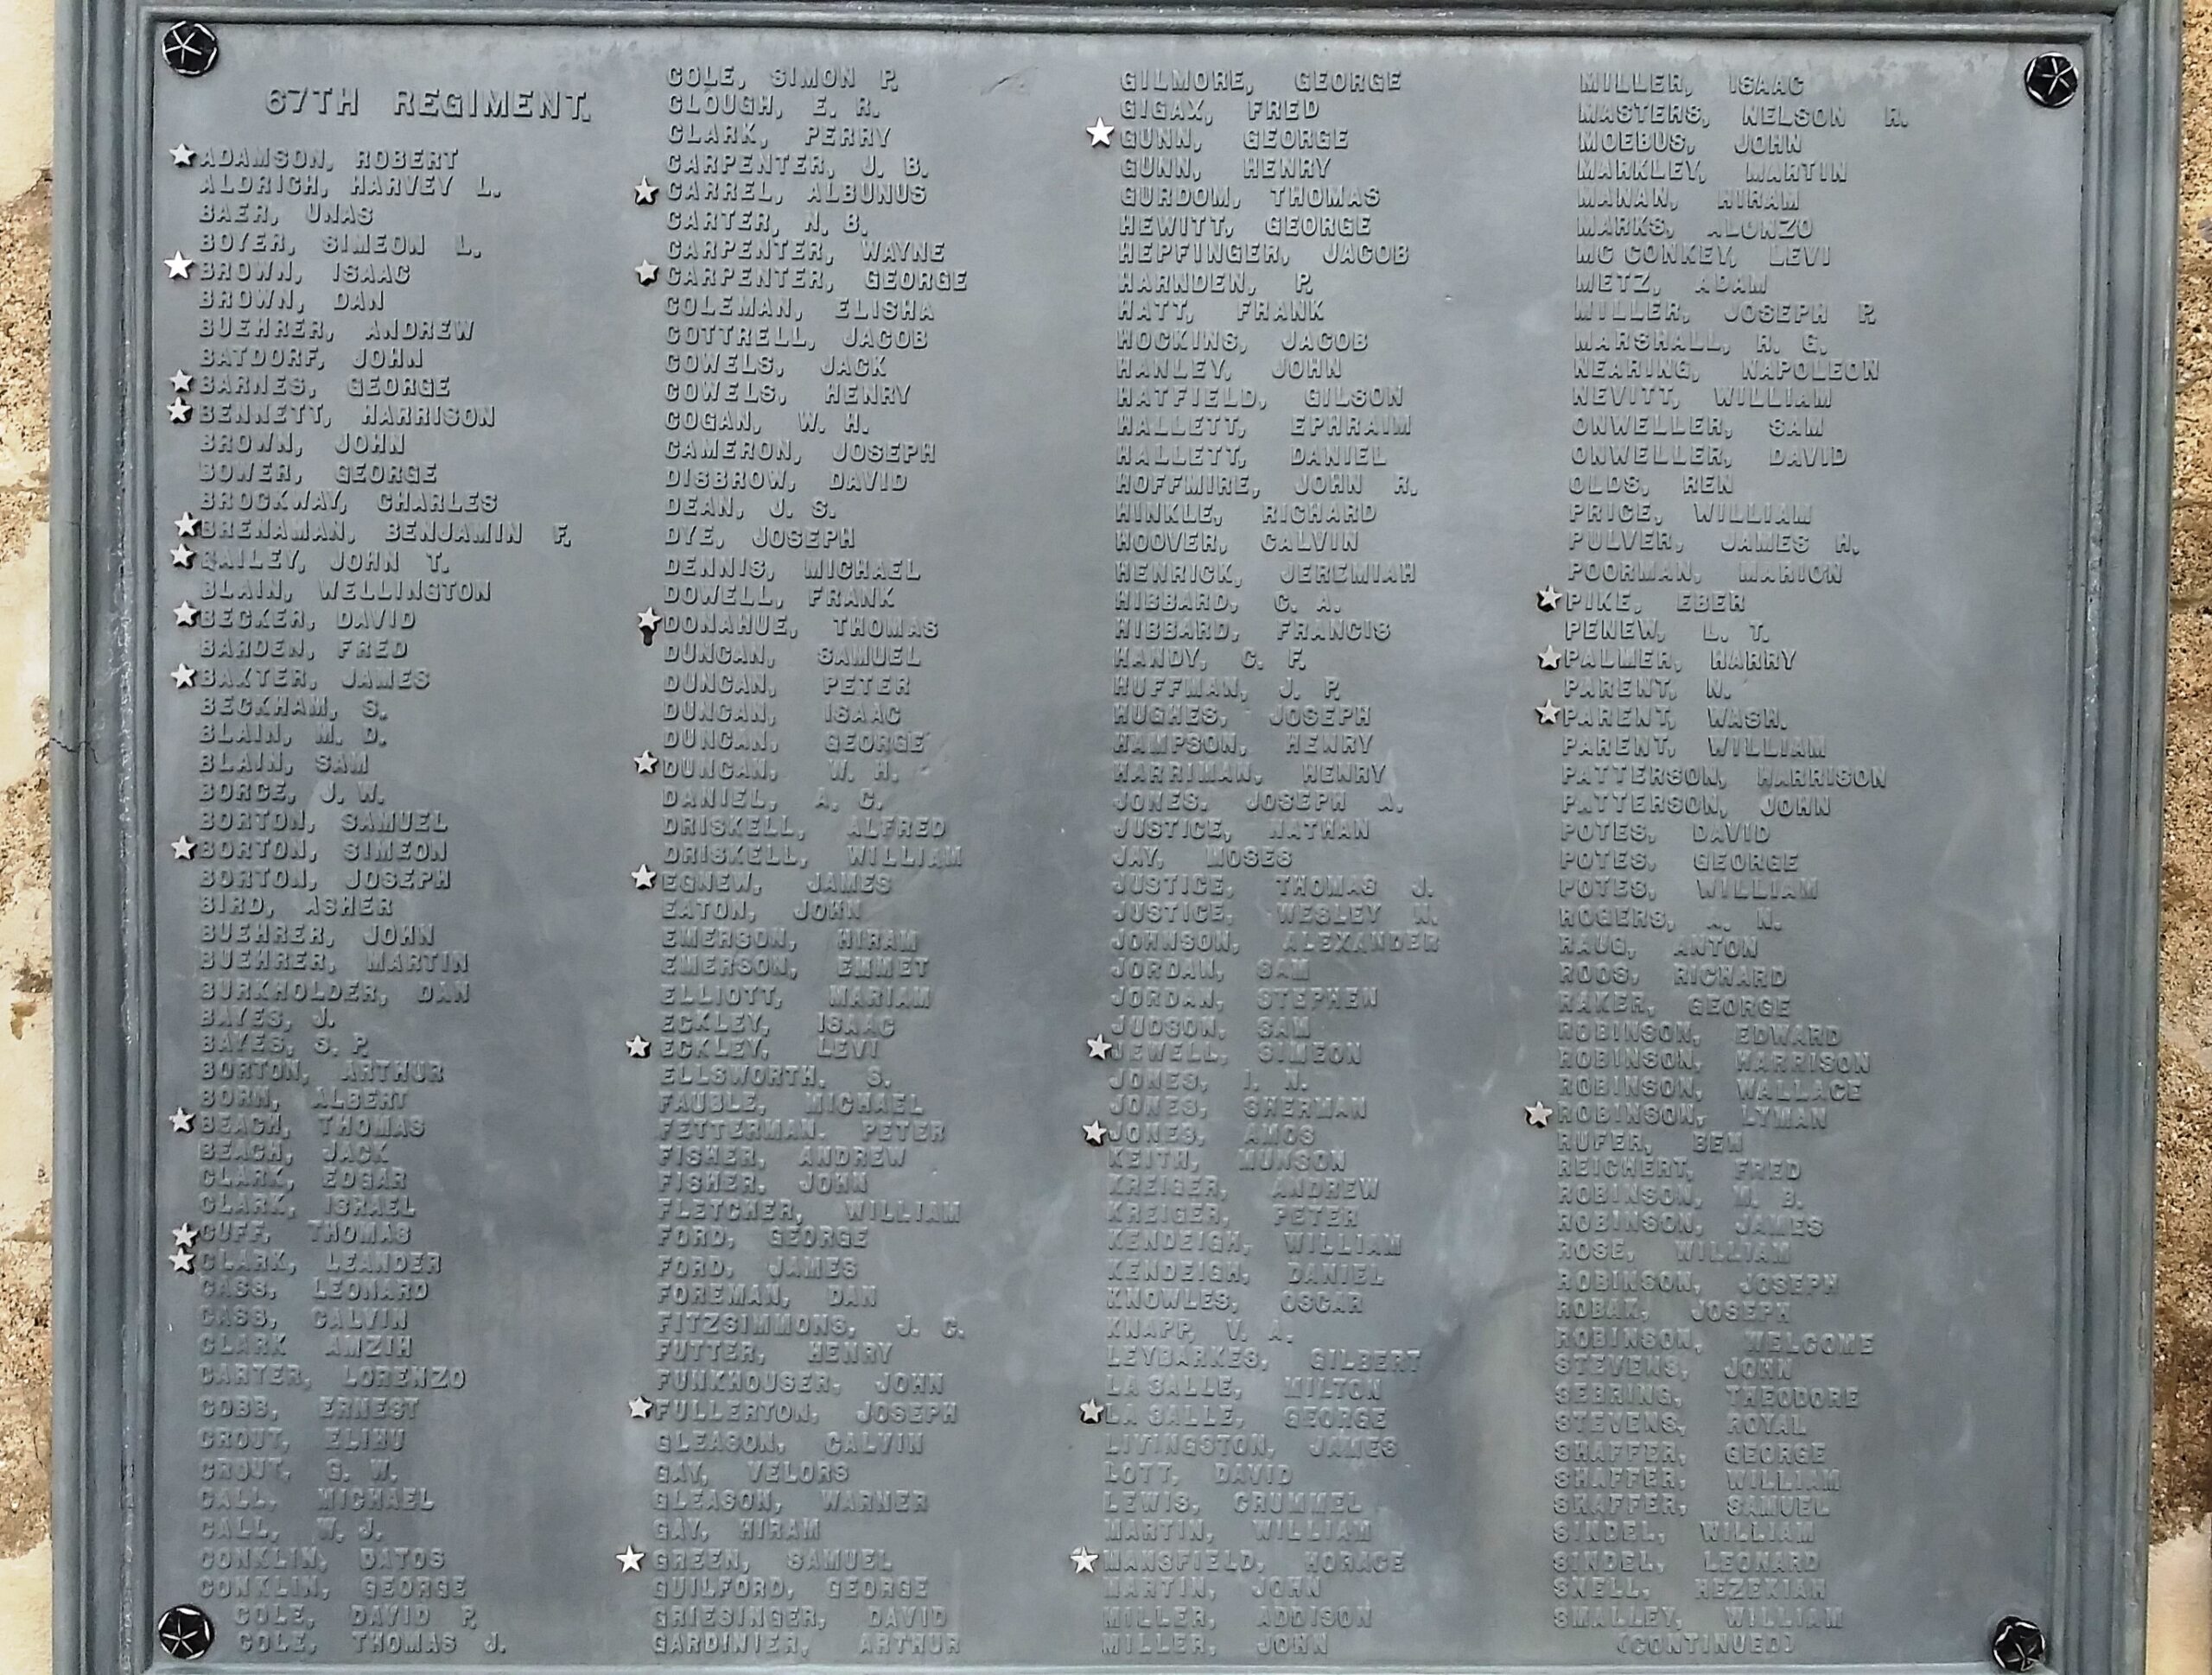 67TH REGIMENT.
ADAMSON, ROBERT
ALDRICH, HARVEY L.
BAER, UNAS
BOYER, SIMEON L.
BROWN, ISAAC
BROWN, DAN
BUEHRER, ANDREW
BATDORF, JOHN
BARNES, GEORGE
BENNETT, HARRISON
BROWN, JOHN
BOWER, GEORGE
BROCKWAY, CHARLES
BRENAMAN, BENJAMIN F.
BAILEY, JOHN T.
BLAIN, WELLINGTON
BECKER, DAVID
BARDEN, FRED
BAXTER, JAMES
BECKHAM, S.
BLAIN, M. D.
BLAIN, SAM
BORCE, J. W.
BORTON, SAMUEL
BORTON, SIMEON
BORTON, JOSEPH
BIRD, ASHER
BUEHRER, JOHN
BUEHRER, MARTIN
BURKHOLDER, DAN
BAYES, J.
BAYES, S. P.
BORTON, ARTHUR
BORN, ALBERT
BEACH, THOMAS
BEACH, JACK
CLARK, EDGAR
CLARK, ISRAEL
CUFF, THOMAS
CLARK, LEANDER
CASS, LEONARD
CASS, CALVIN
CLARK AMZIH
CARTER, LORENZO
COBB, ERNEST
CROUT, ELIHU
CROUT, G. W.
CALL, MICHAEL
CALL, W. J.
CONKLIN, DATOS
CONKLIN, GEORGE
COLE, DAVID P.
COLE, THOMAS J.
COLE, SIMON P.
CLOUGH, E. R.
CLARK, PERRY
CARPENTER, J. B.
CARREL, ALBUNUS
CARTER, N. B.
CARPENTER, WAYNE
CARPENTER, GEORGE
COLEMAN, ELISHA
COTTRELL, JACOB
COWELS, JACK
COWELS, HENRY
COGAN, W. H.
CAMERON, JOSEPH
DISBROW, DAVID
DEAN, J. S.
DYE, JOSEPH
DENNIS, MICHAEL
DOWELL, FRANK
DONAHUE, THOMAS
DUNCAN, SAMUEL
DUNCAN, PETER
DUNCAN, ISAAC
DUNCAN, GEORGE
DUNCAN, W. H.
DANIEL, A. C.
DRISKELL, ALFRED
DRISKELL, WILLIAM
EGNEW, JAMES
EATON, JOHN
EMERSON, HIRAM
EMERSON, EMMET
ELLIOTT, MARIAM
ECKLEY, ISAAC
ECKLEY, LEVI
ELLSWORTH, S.
FAUBLE, MICHAEL
FETTERMAN. PETER
FISHER, ANDREW
FISHER. JOHN
FLETCHER, WILLIAM
FORD, GEORGE
FORD, JAMES
FOREMAN, DAN
FITZSIMMONS, J. C.
FUTTER, HENRY
FUNKHOUSER, JOHN
FULLERTON, JOSEPH
GLEASON, CALVIN
GAY, VELORS
GLEASON, WARNER
GAY, HIRAM
GREEN, SAMUEL
GUILFORD, GEORGE
GRIESINGER, DAVID
GARDINIER, ARTHUR
GILMORE, GEORGE
GIGAX, FRED
GUNN, GEORGE
GUNN, HENRY
GURDOM, THOMAS
HEWITT, GEORGE
HEPFINGER, JACOB
HARNDEN, P.
HATT, FRANK
HOCKINS, JACOB
HANLEY, JOHN
HATFIELD, GILSON
HALLETT, EPHRAIM
HALLETT, DANIEL
HOFFMIRE, JOHN R.
HINKLE, RICHARD
HOOVER, CALVIN
HENRICK, JEREMIAH
HIBBARD, C. A.
HIBBARD, FRANCIS
HANDY, C. F.
HUFFMAN, J. P.
HUGHES, JOSEPH
HAMPSON, HENRY
HARRIMAN, HENRY
JONES. JOSEPH A.
JUSTICE, NATHAN
JAY, MOSES
JUSTICE, THOMAS J.
JUSTICE, WESLEY N.
JOHNSON, ALEXANDER
JORDAN, SAM
JORDAN, STEPHEN
JUDSON, SAM
JEWELL, SIMEON
JONES, I. N.
JONES, SHERMAN
JONES, AMOS
KEITH, MUNSON
KREIGER, ANDREW
KREIGER, PETER
KENDEIGH, WILLIAM
KENDEIGH, DANIEL
KNOWLES, OSCAR
KNAPP, V. A.
LEYBARKES, GILBERT
LA SALLE, MILTON
LA SALLE, GEORGE
LIVINGSTON, JAMES
LOTT, DAVID
LEWIS, CRUMMEL
MARTIN, WILLIAM
MANSFIELD, HORACE
MARTIN, JOHN
MILLER, ADDISON
MILLER, JOHN
MILLER, ISAAC
MASTERS, NELSON R.
MOEBUS, JOHN
MARKLEY, MARTIN
MANAN, HIRAM
MARKS, ALONZO
MC CONKEY, LEVI
METZ, ADAM
MILLER, JOSEPH P.
MARSHALL, R. G.
NEARING, NAPOLEON
NEVITT, WILLIAM
ONWELLER, SAM
ONWELLER, DAVID
OLDS, REN
PRICE, WILLIAM
PULVER, JAMES H.
POORMAN, MARION
PIKE, EBER
PENEW, L. T.
PALMER, HARRY
PARENT, N.
PARENT, WASH.
PARENT, WILLIAM
PATTERSON, HARRISON
PATTERSON, JOHN
POTES, DAVID
POTES, GEORGE
POTES, WILLIAM
ROGERS, A. N.
RAUG, ANTON
ROOS, RICHARD
RAKER, GEORGE
ROBINSON, EDWARD
ROBINSON, HARRISON
ROBINSON, WALLACE
ROBINSON, LYMAN
RUFER, BEN
REICHERT, FRED
ROBINSON, M. B.
ROBINSON, JAMES
ROSE, WILLIAM
ROBINSON, JOSEPH
ROBAK, JOSEPH
ROBINSON, WELCOME
STEVENS, JOHN
SEBRING, THEODORE
STEVENS, ROYAL
SHAFFER, GEORGE
SHAFFER, WILLIAM
SHAFFER, SAMUEL
SINDEL, WILLIAM
SINDEL, LEONARD
SNELL, HEZEKIAH
SMALLEY, WILLIAM
(CONTINUED)